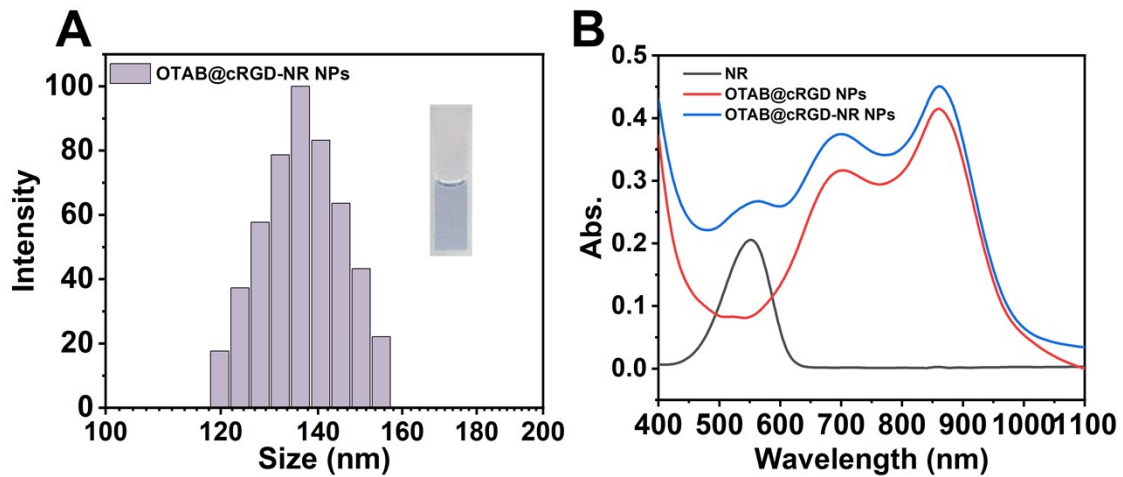 A
OTAB@cRGD-NR NPs
Intensity
100
80
60
40
20
0
100 120 140 160 180 200
Size (nm)
B
NR
OTAB@cRGD NPs
OTAB@cRGD-NR NPs
Abs.
0.5
0.4
0.3
0.2
0.1
0.0
400 500 600 700 800 900 1000 1100
Wavelength (nm)